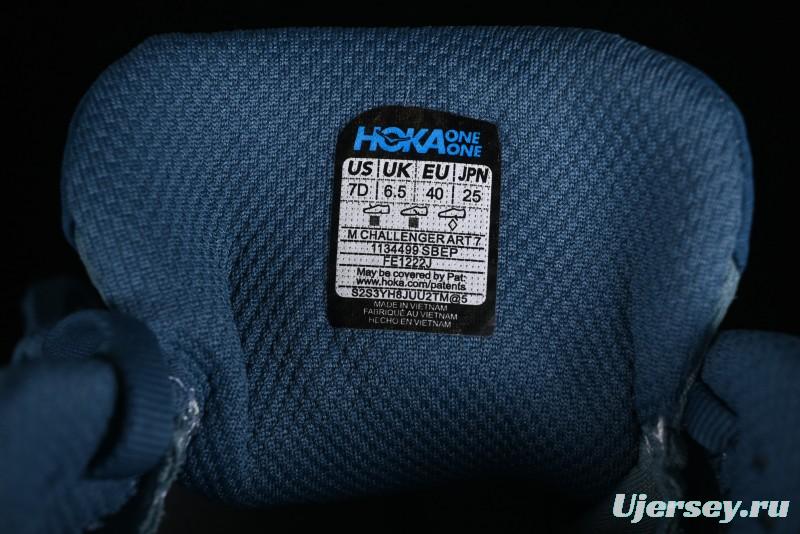 HOKA ONE ONE
US UK EU JPN
7D 6.5 40 25
M CHALLENGER ART 7
1134499 SBEP
FE1222J
May be covered by Pat:
www.hoka.com/patents
S2S3YH8JUU2TM@5
MADE IN VIETNAM
FABRIQUÉ AU VIETNAM
HECHO EN VIETNAM
Ujersey.ru